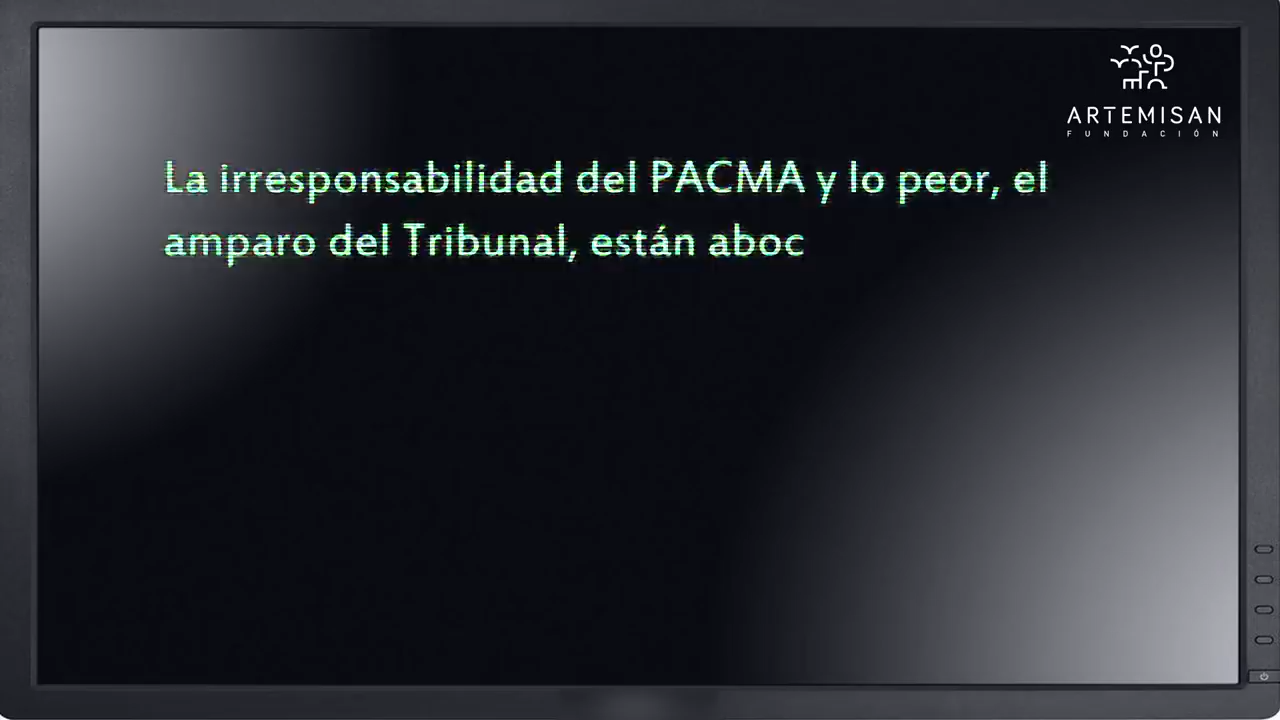 ARTEMISAN
FUNDACIÓN
La irresponsabilidad del PACMA y lo peor, el
amparo del Tribunal, están aboc